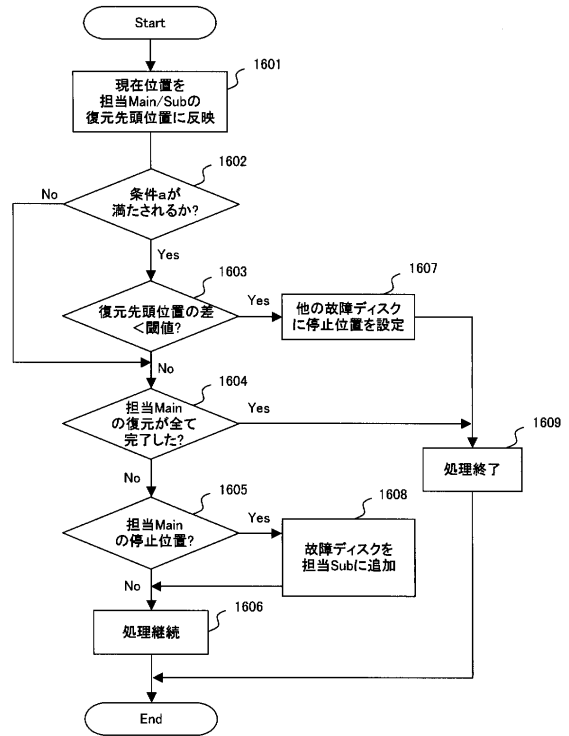 Start
1601
現在位置を
担当Main/Subの
復元先頭位置に反映
1602
条件aが
満たされるか?
No
Yes
1603
復元先頭位置の差
<閾値?
Yes
1607
他の故障ディスク
に停止位置を設定
No
1604
担当Main
の復元が全て
完了した?
Yes
1609
処理終了
No
1605
担当Main
の停止位置?
Yes
1608
故障ディスクを
担当Subに追加
No
1606
処理継続
End